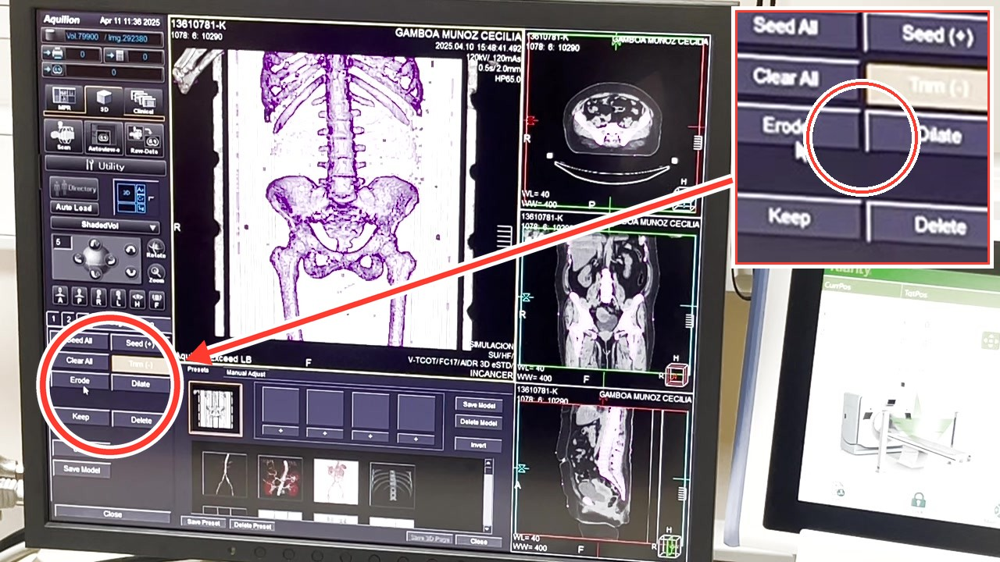 Aquilion
Apr 11 11:36 2025
Vol.79900 / Img.292380
0
0
0
MPR
3D
Clinical
Scan
Autoview-s
Raw-Data
Utility
Directory
Auto Load
2D
ShadedVol
5
Rotate
Zoom
A P R L H F
1 2
Seed All
Seed (+)
Clear All
Trim (-)
Erode
Dilate
Keep
Delete
Save Model
Close
13610781-K
1078: 6: 10290
GAMBOA MUNOZ CECILIA
2025.04.10 15:48:41.492
120kV/ 120mAs
0.5s/ 2.0mm
HP65.0
R
F
Exceed LB
SIMULACION
SU/HF/
V-TCOT/FC17/AIDR 3D eSTD/
INCANCER
Presets
Manual Adjust
Save Model
Delete Model
Invert
Save Preset
Delete Preset
Save 3D Page
Close
13610781-K
1078: 6: 10290
GAMBOA MUNOZ CECILIA
R
H
WL= 40
WW= 400
P
13610781-K
1078: 6: 10290
GAMBOA MUNOZ CECILIA
R
H
R
WL= 40
WW= 400
F
13610781-K
1078: 6: 10290
GAMBOA MUNOZ CECILIA
A
H
WL= 40
WW= 400
F
Seed All
Seed (+)
Clear All
Trim (-)
Erode
Dilate
Keep
Delete
CurrPos
TgtPos